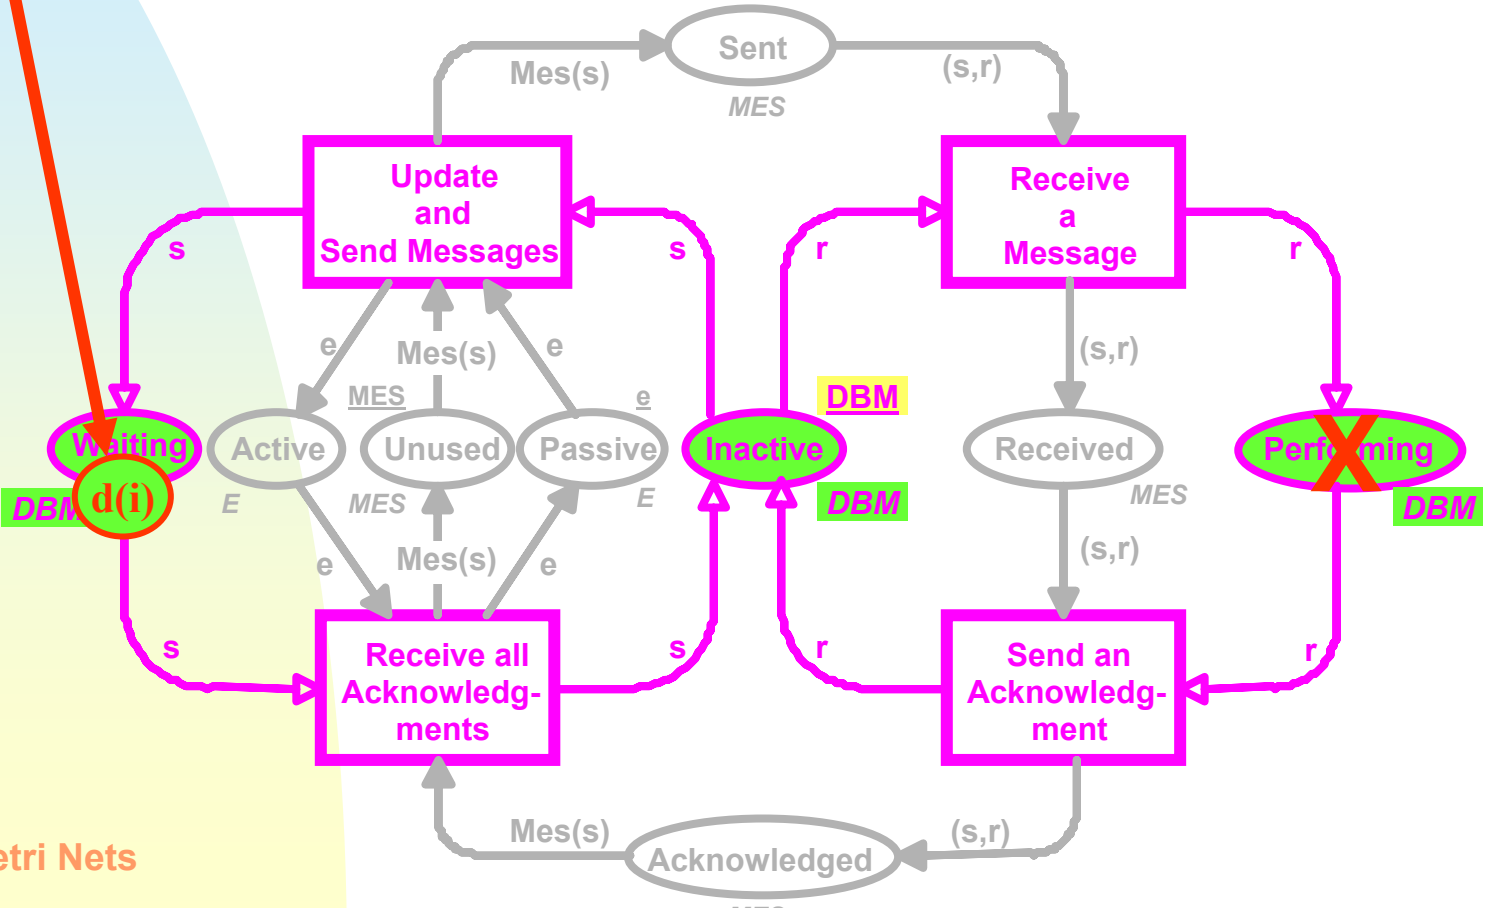 Sent
Mes(s)
(s,r)
MES
Update
and
Send Messages
Receive
a
Message
s
s
r
r
e
Mes(s)
e
(s,r)
MES
e
DBM
Waiting
Active
Unused
Passive
Inactive
Received
Performing
d(i)
DBM
E
MES
E
DBM
MES
DBM
e
Mes(s)
e
(s,r)
s
s
r
r
Receive all
Acknowledg-
ments
Send an
Acknowledg-
ment
Mes(s)
(s,r)
Acknowledged
etri Nets